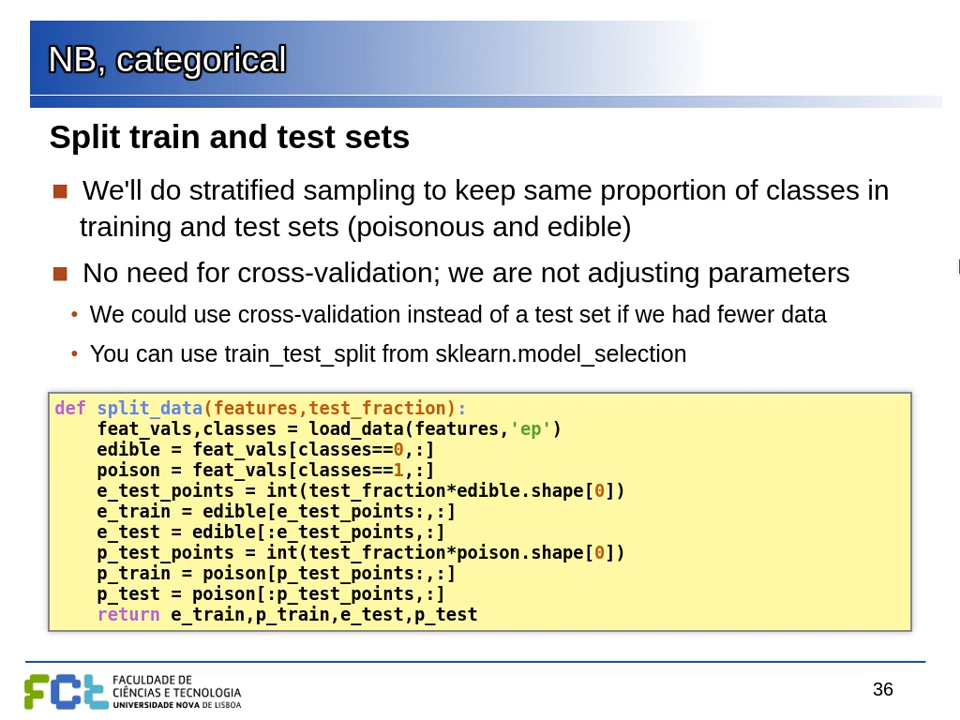 NB, categorical
Split train and test sets
■ We'll do stratified sampling to keep same proportion of classes in
training and test sets (poisonous and edible)
■ No need for cross-validation; we are not adjusting parameters
• We could use cross-validation instead of a test set if we had fewer data
• You can use train_test_split from sklearn.model_selection
def split_data(features,test_fraction):
    feat_vals,classes = load_data(features,'ep')
    edible = feat_vals[classes==0,:]
    poison = feat_vals[classes==1,:]
    e_test_points = int(test_fraction*edible.shape[0])
    e_train = edible[e_test_points:,:]
    e_test = edible[:e_test_points,:]
    p_test_points = int(test_fraction*poison.shape[0])
    p_train = poison[p_test_points:,:]
    p_test = poison[:p_test_points,:]
    return e_train,p_train,e_test,p_test
FCT
FACULDADE DE
CIÊNCIAS E TECNOLOGIA
UNIVERSIDADE NOVA DE LISBOA
36